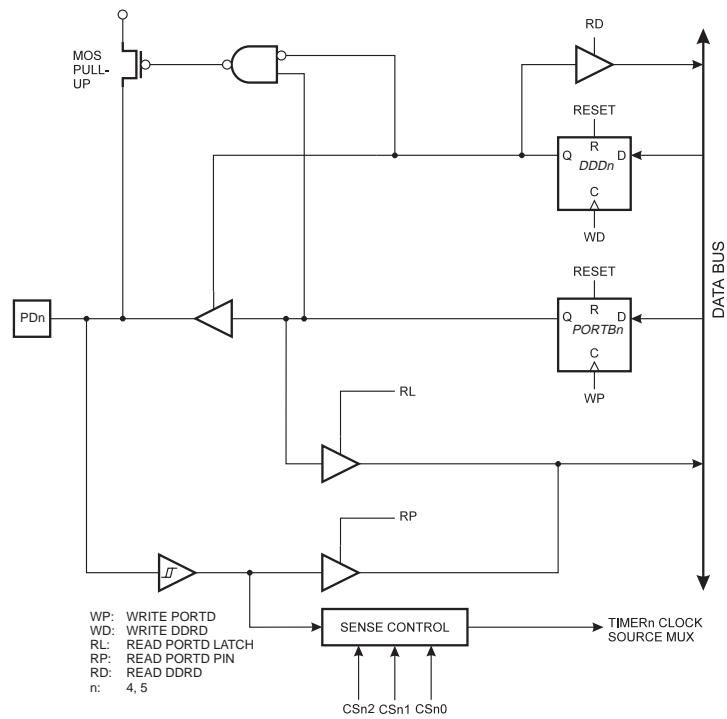 RD
MOS
PULL-
UP
RESET
R
Q
DDDn
D
C
WD
DATA BUS
RESET
R
PDn
Q
PORTBn
D
C
WP
RL
RP
WP: WRITE PORTD
WD: WRITE DDRD
RL: READ PORTD LATCH
RP: READ PORTD PIN
RD: READ DDRD
n: 4, 5
SENSE CONTROL
TIMERn CLOCK
SOURCE MUX
CSn2 CSn1 CSn0